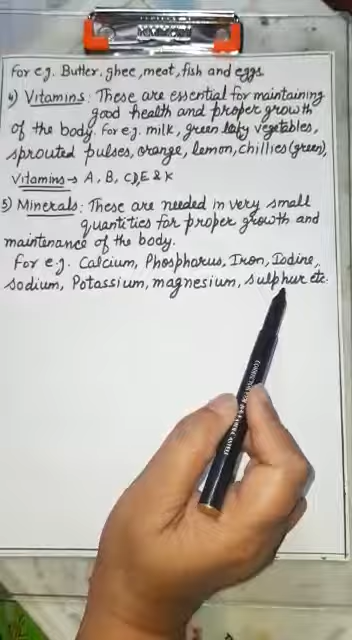 For e.g. Butter, ghee, meat, fish and eggs.
4) Vitamins: These are essential for maintaining
good health and proper growth
of the body. For e.g. milk, green lafy vegetables,
sprouted pulses, orange, lemon, chillies (green),
Vitamins → A, B, C, D, E & K
5) Minerals: These are needed in very small
quantities for proper growth and
maintenance of the body.
For e.g. Calcium, Phosphorus, Iron, Iodine,
sodium, Potassium, magnesium, sulphur etc.